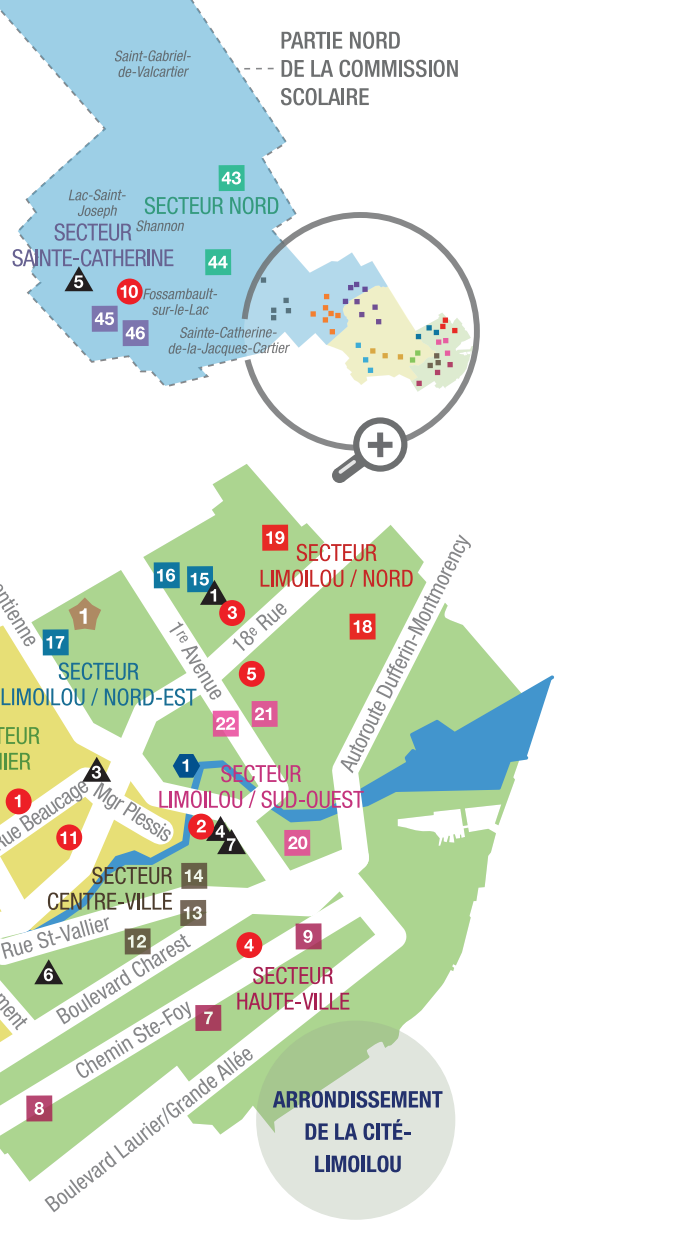 PARTIE NORD
DE LA COMMISSION
SCOLAIRE
Saint-Gabriel-
de-Valcartier
43
SECTEUR NORD
Lac-Saint-
Joseph
Shannon
SECTEUR
SAINTE-CATHERINE
44
5
10
Fossambault-
sur-le-Lac
45
46
Sainte-Catherine-
de-la-Jacques-Cartier
19
SECTEUR
LIMOILOU / NORD
16
15
1
3
18e Rue
18
Autoroute Dufferin-Montmorency
1
17
1re Avenue
SECTEUR
LIMOILOU / NORD-EST
5
21
22
1
SECTEUR
LIMOILOU / SUD-OUEST
3
Mgr Plessis
1
Rue Beaucage
11
2
4
7
20
SECTEUR
CENTRE-VILLE
14
13
Rue St-Vallier
12
6
Boulevard Charest
4
9
SECTEUR
HAUTE-VILLE
7
Chemin Ste-Foy
8
Boulevard Laurier/Grande Allée
ARRONDISSEMENT
DE LA CITÉ-
LIMOILOU